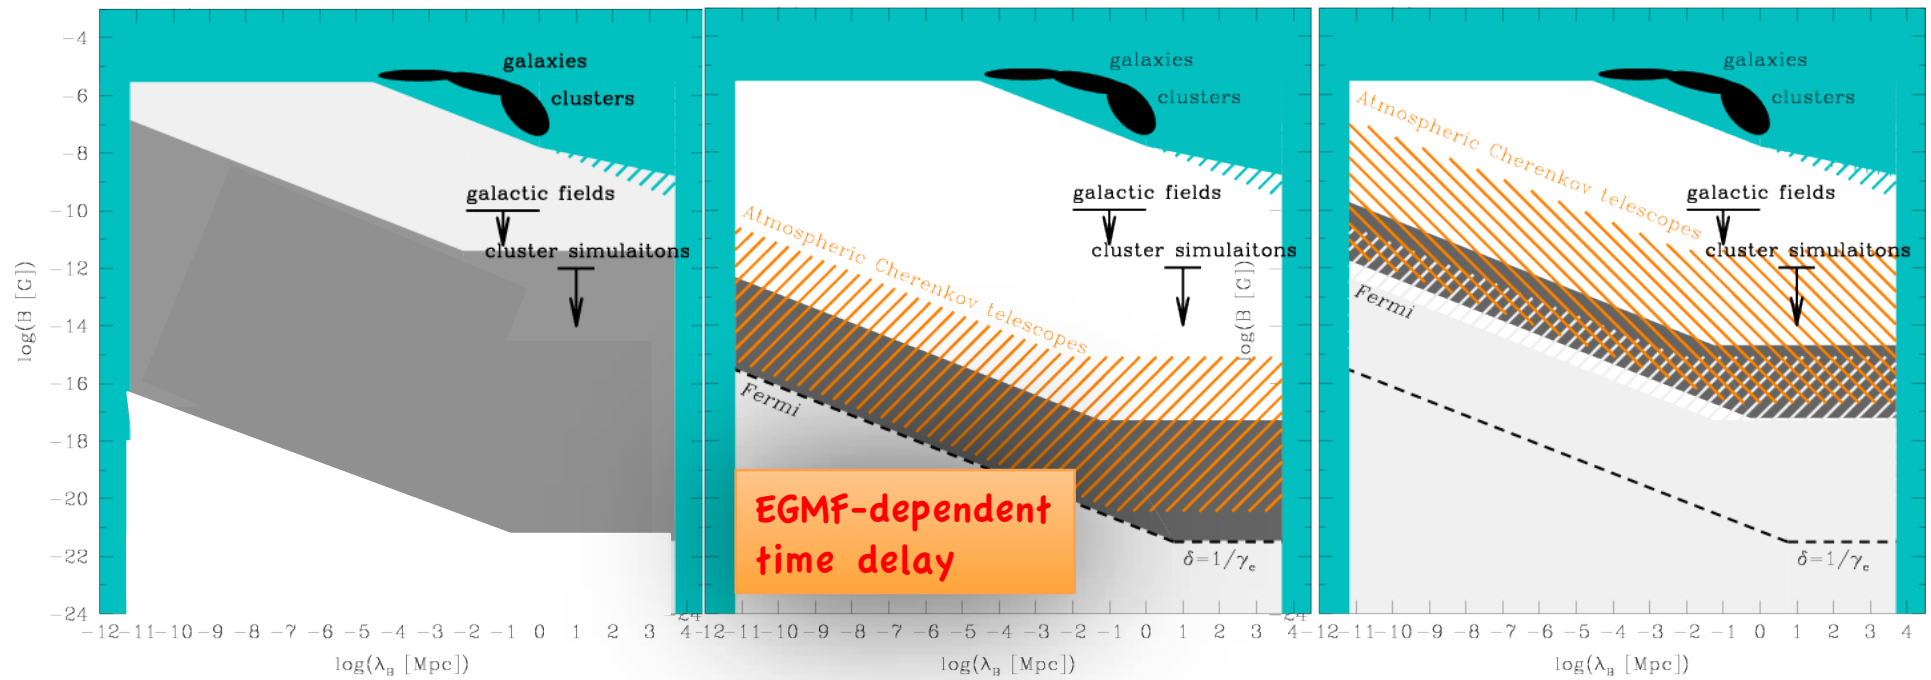 −4
−6
−8
−10
−12
−14
−16
−18
−20
−22
−24
log(B [G])
galaxies
clusters
galactic fields
cluster simulaitons
−12 −11 −10 −9 −8 −7 −6 −5 −4 −3 −2 −1 0 1 2 3 4
log(λB [Mpc])
−24
galaxies
clusters
galactic fields
cluster simulaitons
Atmospheric Cherenkov telescopes
log(B [G])
Fermi
EGMF-dependent
time delay
δ=1/γe
−12 −11 −10 −9 −8 −7 −6 −5 −4 −3 −2 −1 0 1 2 3 4
log(λB [Mpc])
−24
galaxies
clusters
Atmospheric Cherenkov telescopes
galactic fields
cluster simulaitons
Fermi
δ=1/γe
−12 −11 −10 −9 −8 −7 −6 −5 −4 −3 −2 −1 0 1 2 3 4
log(λB [Mpc])